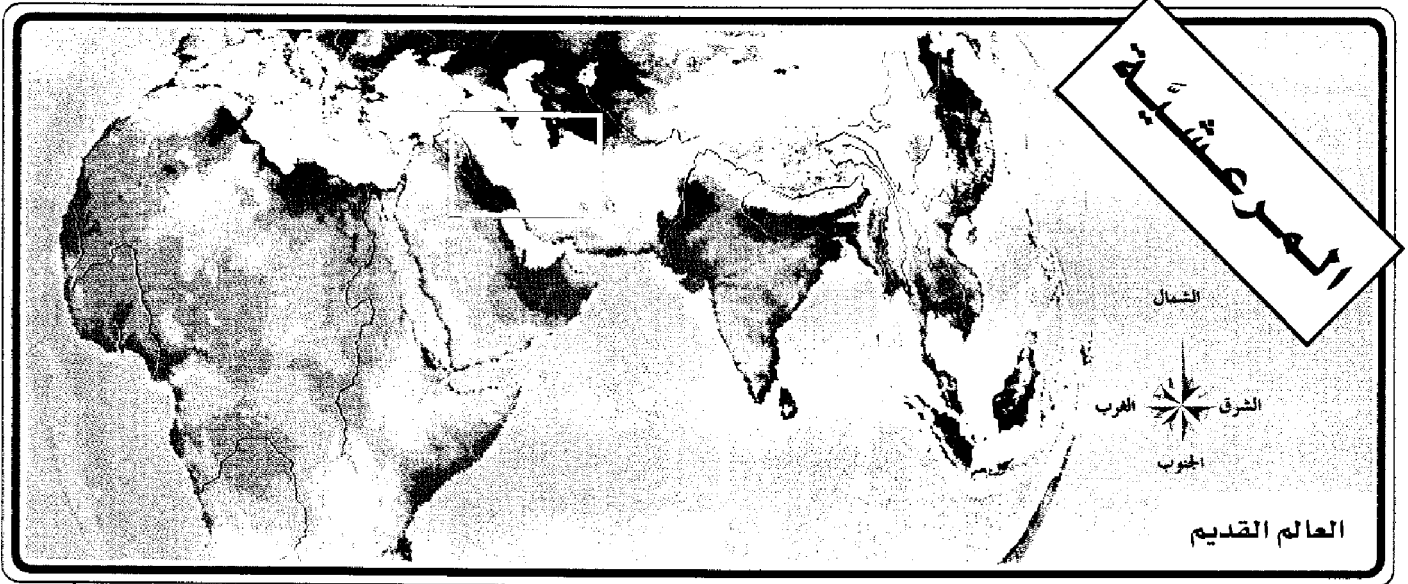 المرعشيَّة
الشمال
الغرب
الشرق
الجنوب
العالم القديم